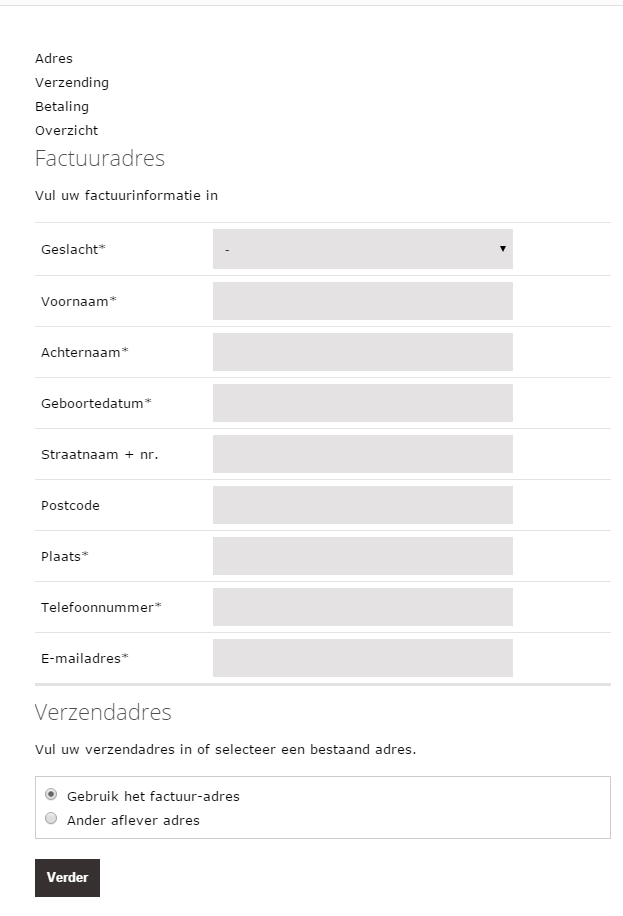 Adres
Verzending
Betaling
Overzicht
Factuuradres
Vul uw factuurinformatie in
Geslacht* -
Voornaam*
Achternaam*
Geboortedatum*
Straatnaam + nr.
Postcode
Plaats*
Telefoonnummer*
E-mailadres*
Verzendadres
Vul uw verzendadres in of selecteer een bestaand adres.
Gebruik het factuur-adres
Ander aflever adres
Verder